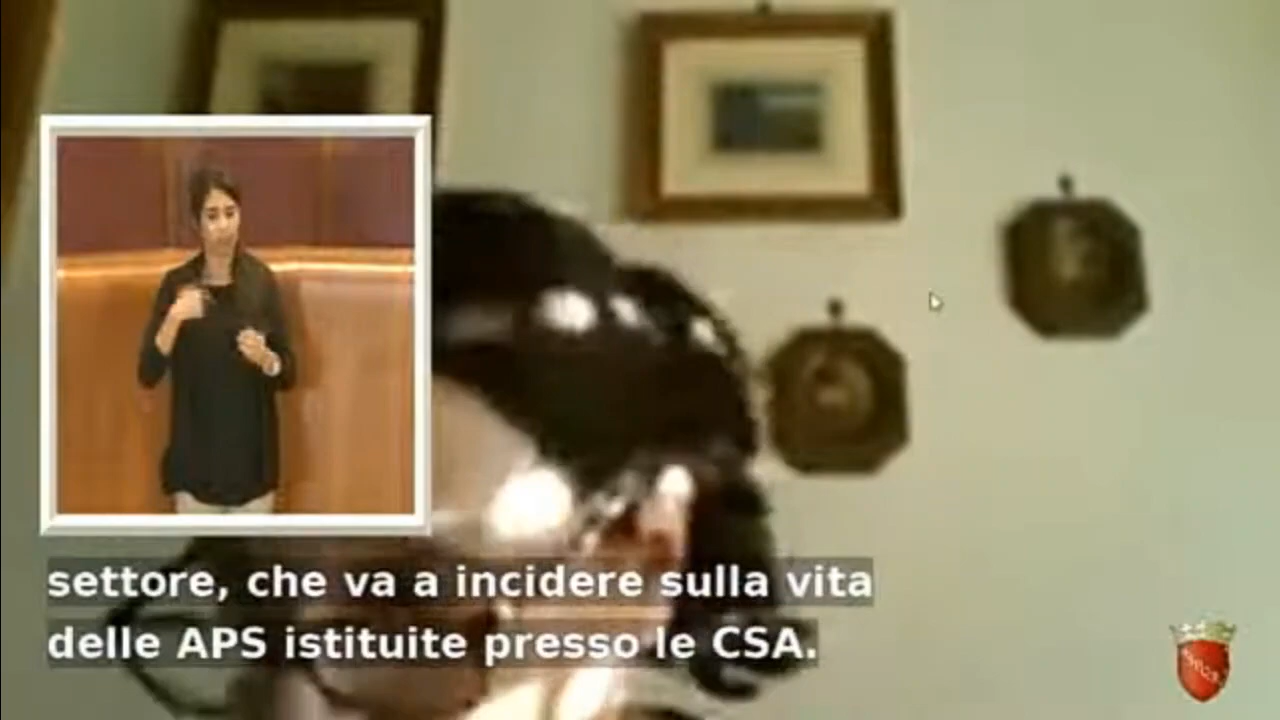 settore, che va a incidere sulla vita
delle APS istituite presso le CSA.